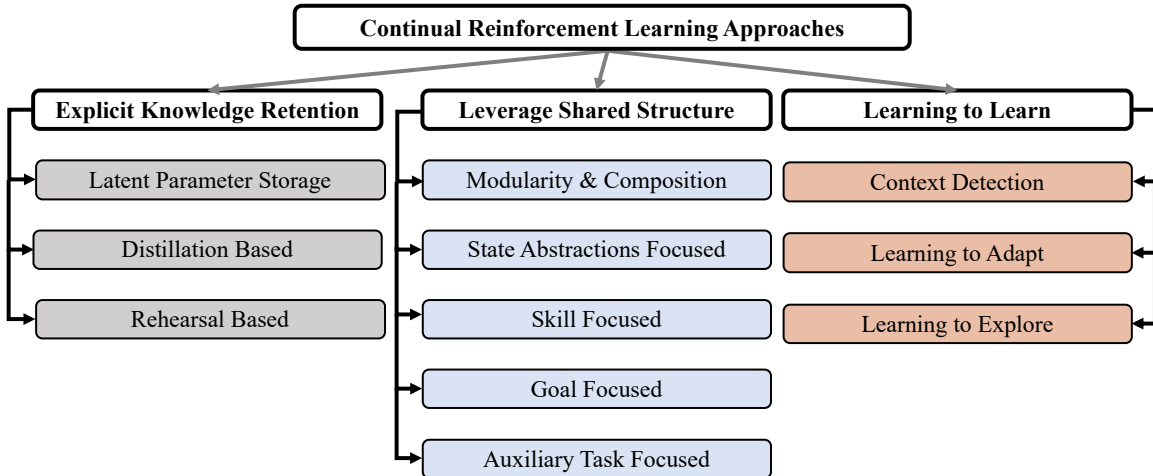 Continual Reinforcement Learning Approaches
Explicit Knowledge Retention
Latent Parameter Storage
Distillation Based
Rehearsal Based
Leverage Shared Structure
Modularity & Composition
State Abstractions Focused
Skill Focused
Goal Focused
Auxiliary Task Focused
Learning to Learn
Context Detection
Learning to Adapt
Learning to Explore